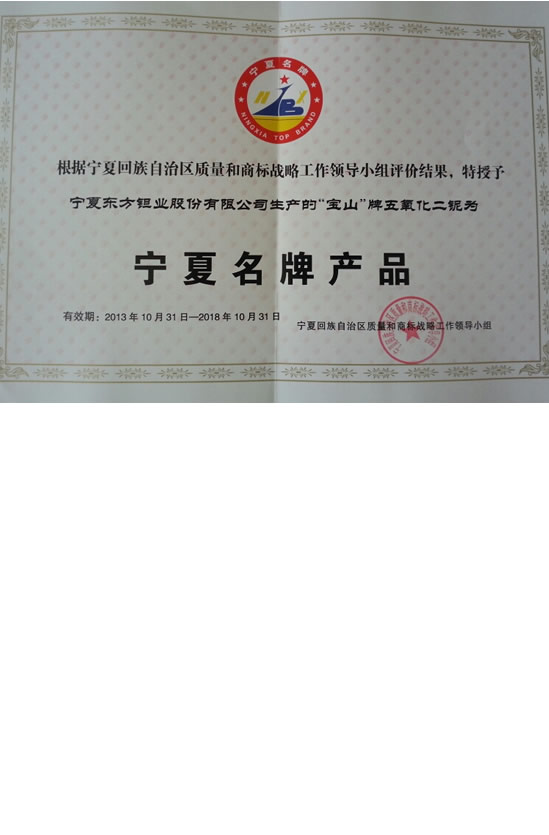 宁夏名牌
NBX
NINGXIA TOP BRAND
根据宁夏回族自治区质量和商标战略工作领导小组评价结果，特授予
宁夏东方钽业股份有限公司生产的“宝山”牌五氧化二铌为
宁夏名牌产品
有效期：2013年10月31日—2018年10月31日
宁夏回族自治区质量和商标战略工作领导小组